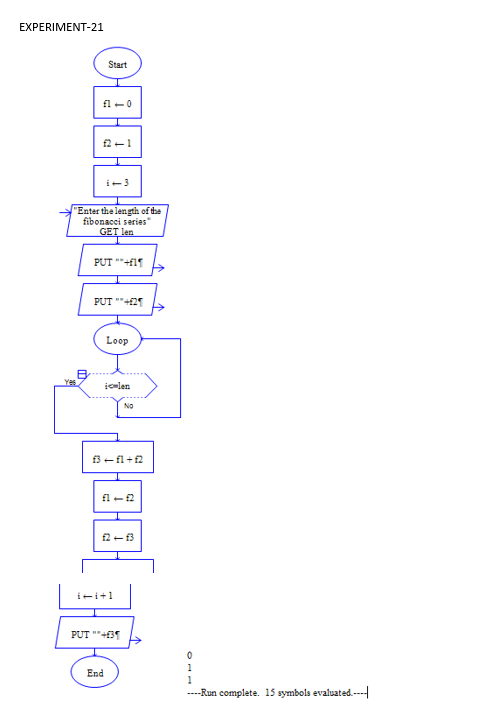 EXPERIMENT-21
Start
f1 ← 0
f2 ← 1
i ← 3
"Enter the length of the
fibonacci series"
GET len
PUT ""+f1¶
PUT ""+f2¶
Loop
Yes
i<=len
No
f3 ← f1 + f2
f1 ← f2
f2 ← f3
i ← i + 1
PUT ""+f3¶
End
0
1
1
----Run complete. 15 symbols evaluated.----